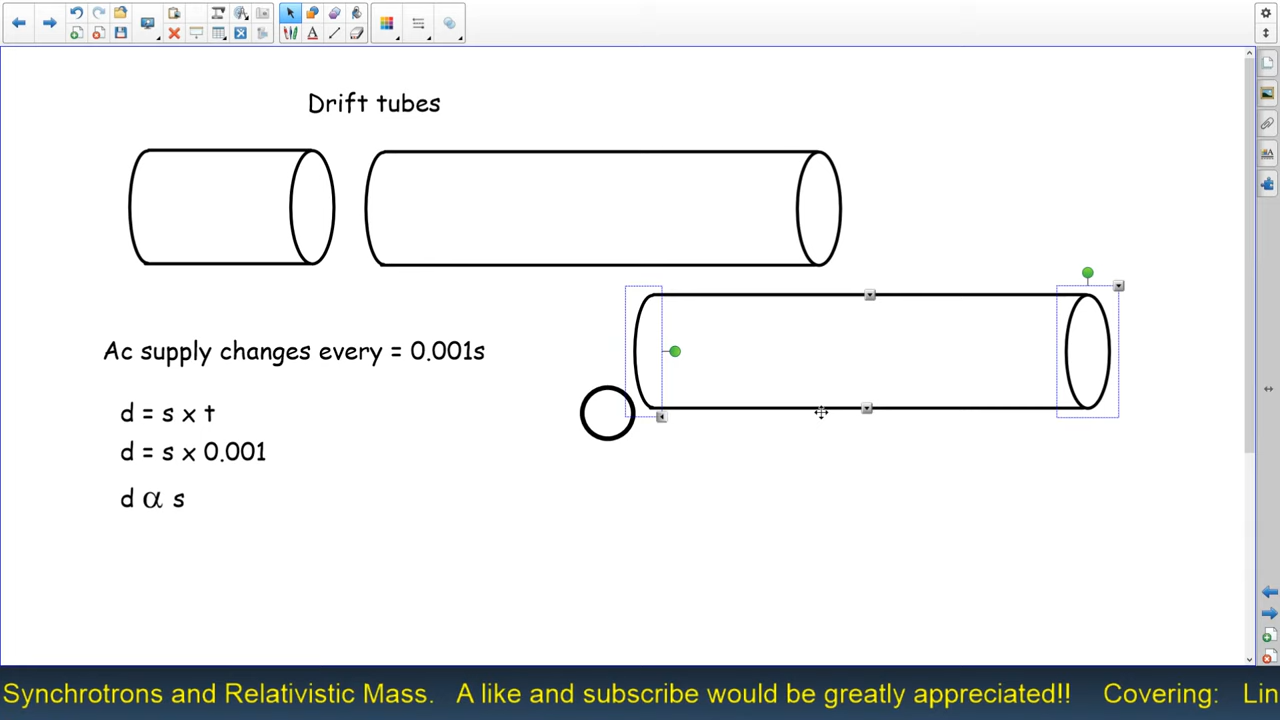 Drift tubes
Ac supply changes every = 0.001s
d = s x t
d = s x 0.001
d α s
Synchrotrons and Relativistic Mass. A like and subscribe would be greatly appreciated!! Covering: Lin